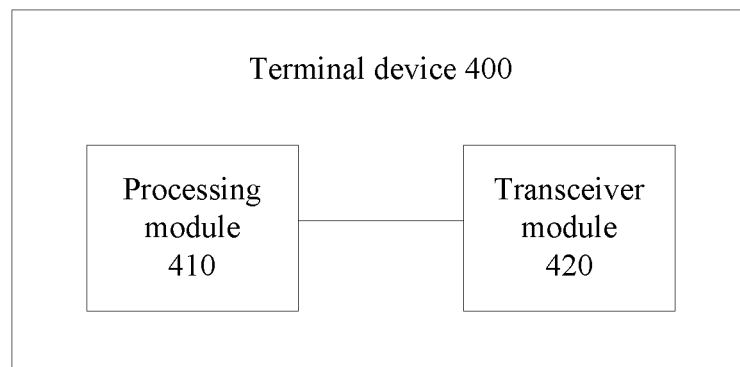 Terminal device 400
Processing
module
410
Transceiver
module
420